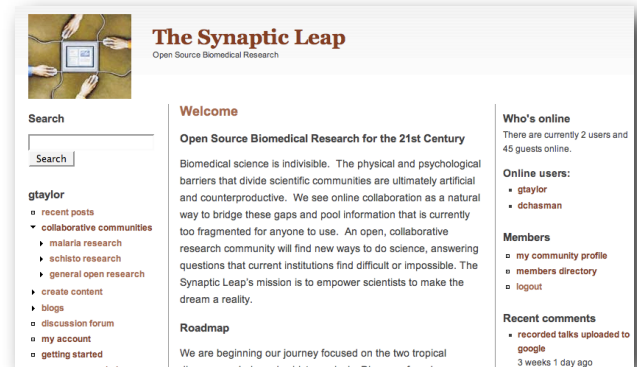 The Synaptic Leap
Open Source Biomedical Research
Search
Search
gtaylor
recent posts
collaborative communities
malaria research
schisto research
general open research
create content
blogs
discussion forum
my account
getting started
Welcome
Open Source Biomedical Research for the 21st Century
Biomedical science is indivisible.  The physical and psychological
barriers that divide scientific communities are ultimately artificial
and counterproductive.  We see online collaboration as a natural
way to bridge these gaps and pool information that is currently
too fragmented for anyone to use.  An open, collaborative
research community will find new ways to do science, answering
questions that current institutions find difficult or impossible. The
Synaptic Leap's mission is to empower scientists to make the
dream a reality.
Roadmap
We are beginning our journey focused on the two tropical
Who's online
There are currently 2 users and
45 guests online.
Online users:
gtaylor
dchasman
Members
my community profile
members directory
logout
Recent comments
recorded talks uploaded to
google
3 weeks 1 day ago